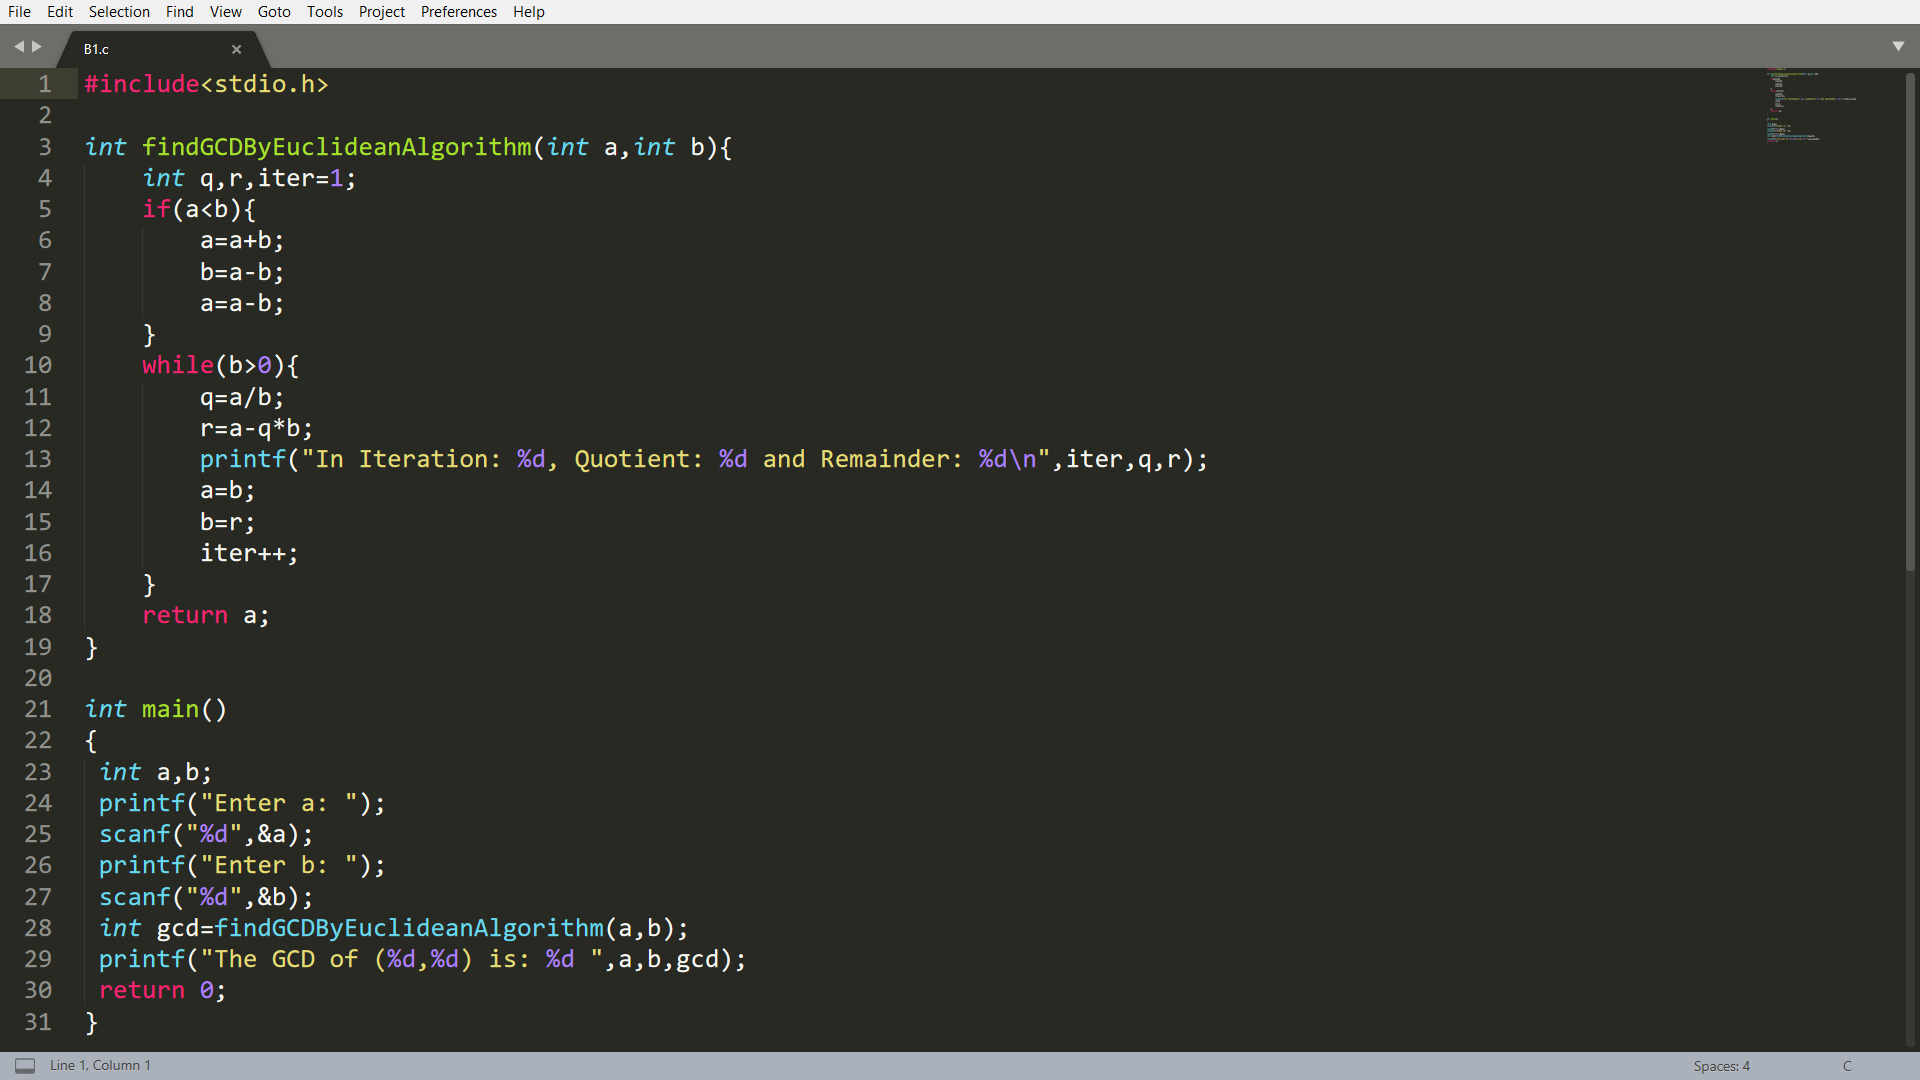 File Edit Selection Find View Goto Tools Project Preferences Help
B1.c ×
1 #include<stdio.h>
2
3 int findGCDByEuclideanAlgorithm(int a,int b){
4     int q,r,iter=1;
5     if(a<b){
6         a=a+b;
7         b=a-b;
8         a=a-b;
9     }
10     while(b>0){
11         q=a/b;
12         r=a-q*b;
13         printf("In Iteration: %d, Quotient: %d and Remainder: %d\n",iter,q,r);
14         a=b;
15         b=r;
16         iter++;
17     }
18     return a;
19 }
20
21 int main()
22 {
23  int a,b;
24  printf("Enter a: ");
25  scanf("%d",&a);
26  printf("Enter b: ");
27  scanf("%d",&b);
28  int gcd=findGCDByEuclideanAlgorithm(a,b);
29  printf("The GCD of (%d,%d) is: %d ",a,b,gcd);
30  return 0;
31 }
Line 1, Column 1 Spaces: 4 C